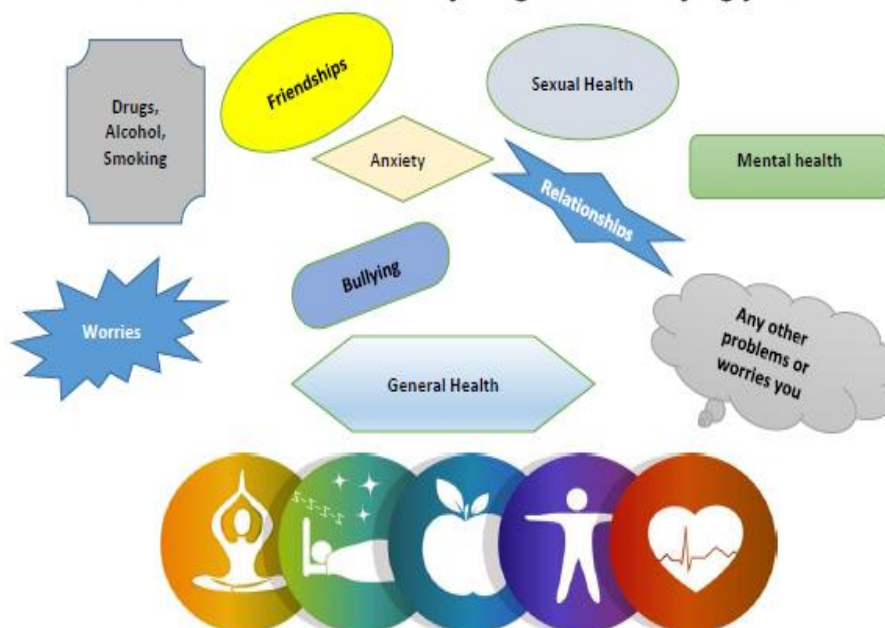 Friendships
Sexual Health
Drugs,
Alcohol,
Smoking
Anxiety
Mental health
Relationships
Bullying
Worries
Any other
problems or
worries you
General Health